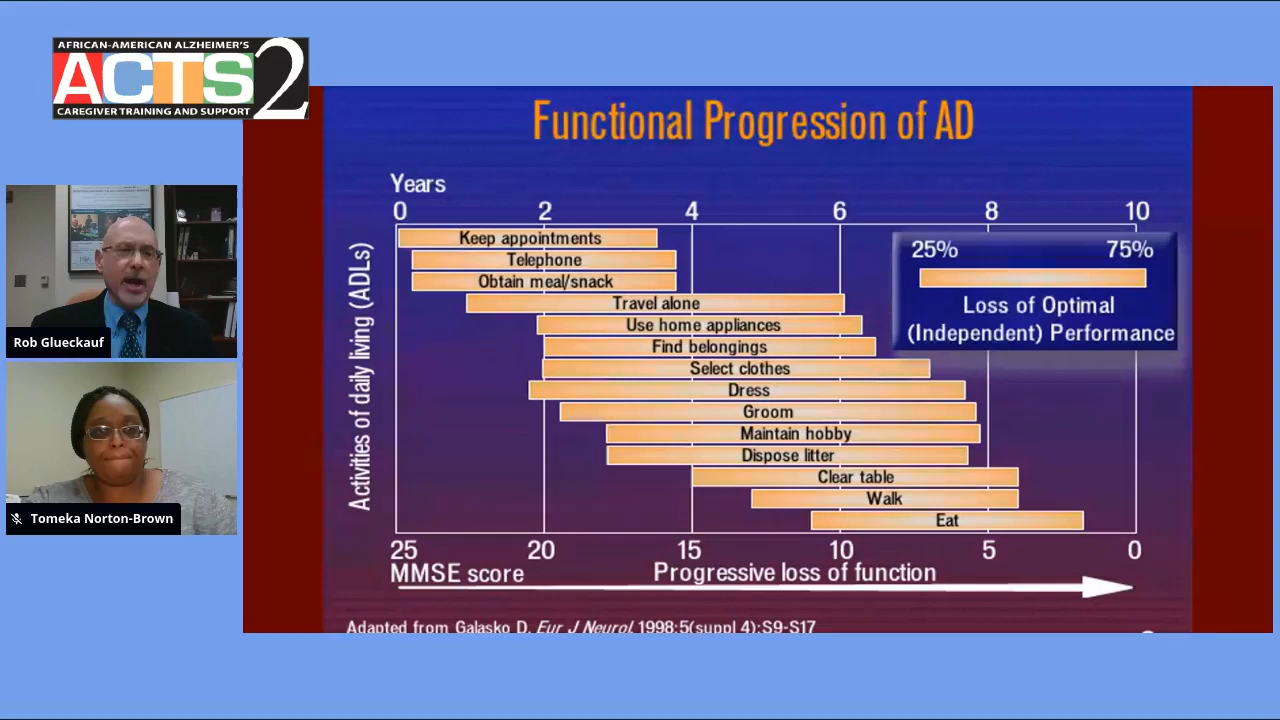 AFRICAN-AMERICAN ALZHEIMER'S
ACTS2
CAREGIVER TRAINING AND SUPPORT
Rob Glueckauf
Tomeka Norton-Brown
Functional Progression of AD
Years
0 2 4 6 8 10
Activities of daily living (ADLs)
Keep appointments
Telephone
Obtain meal/snack
Travel alone
Use home appliances
Find belongings
Select clothes
Dress
Groom
Maintain hobby
Dispose litter
Clear table
Walk
Eat
25% 75%
Loss of Optimal
(Independent) Performance
25 20 15 10 5 0
MMSE score
Progressive loss of function
Adapted from Galasko D. Eur J Neurol. 1998;5(suppl 4):S9-S17